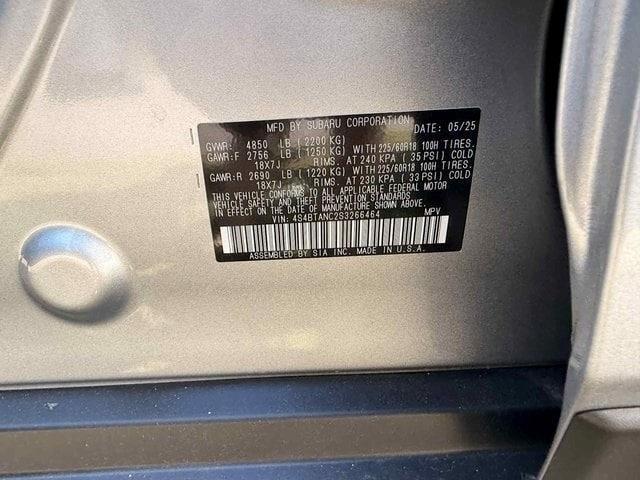 MFD BY SUBARU CORPORATION DATE: 05/25
GVWR: 4850 LB (2200 KG)
GAWR:F 2756 LB (1250 KG) WITH 225/60R18 100H TIRES.
18X7J RIMS. AT 240 KPA (35 PSI) COLD
GAWR:R 2690 LB (1220 KG) WITH 225/60R18 100H TIRES.
18X7J RIMS. AT 230 KPA (33 PSI) COLD
THIS VEHICLE CONFORMS TO ALL APPLICABLE FEDERAL MOTOR
VEHICLE SAFETY AND THEFT PREVENTION STANDARDS
IN EFFECT ON THE DATE OF MANUFACTURE SHOWN ABOVE.
VIN: 4S4BTANC2S3266464 MPV
ASSEMBLED BY SIA INC. MADE IN U.S.A.